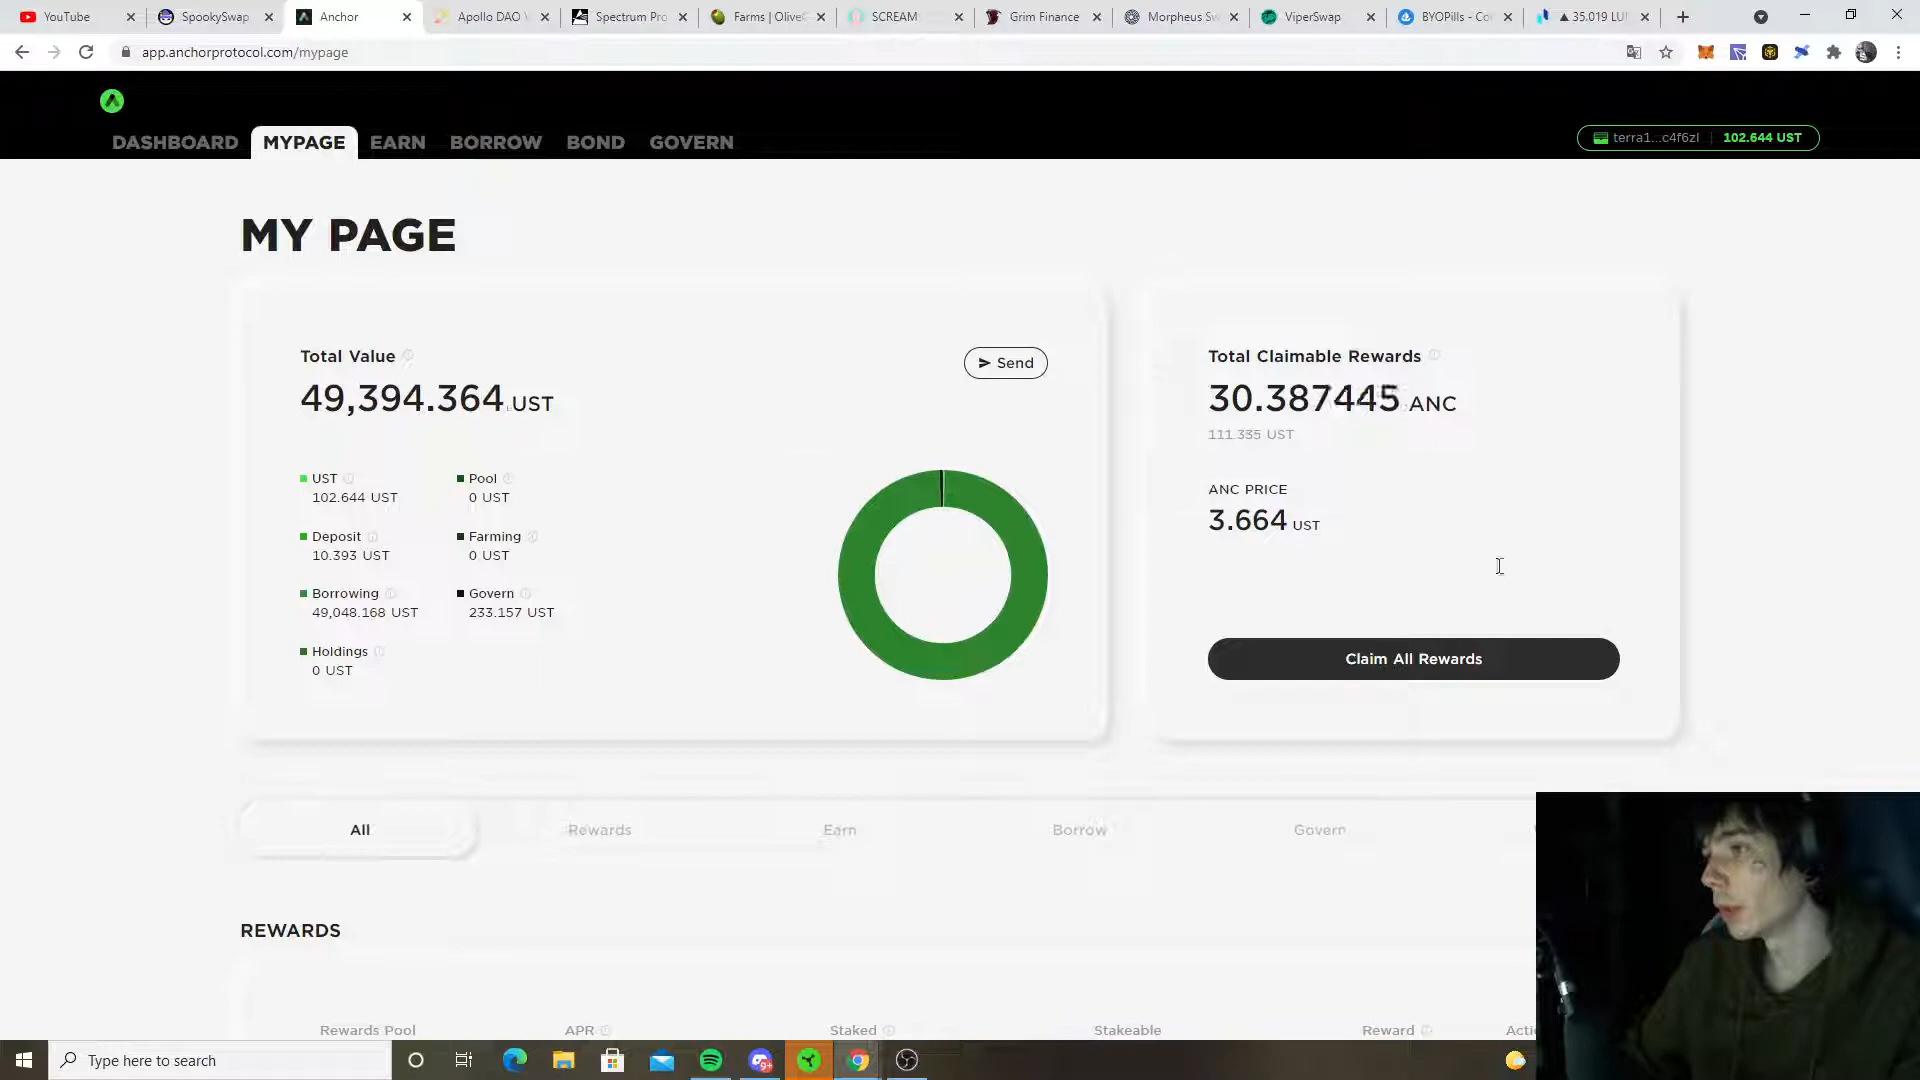 YouTube
SpookySwap
Anchor
Apollo DAO
Spectrum Pro
Farms | Olive
SCREAM
Grim Finance
Morpheus Sw
ViperSwap
BYOPills - Co
▲ 35.019 LU
app.anchorprotocol.com/mypage
DASHBOARD
MYPAGE
EARN
BORROW
BOND
GOVERN
terra1...c4f6zl
102.644 UST
MY PAGE
Total Value
Send
49,394.364 UST
UST
102.644 UST
Pool
0 UST
Deposit
10.393 UST
Farming
0 UST
Borrowing
49,048.168 UST
Govern
233.157 UST
Holdings
0 UST
Total Claimable Rewards
30.387445 ANC
111.335 UST
ANC PRICE
3.664 UST
Claim All Rewards
All
Rewards
Earn
Borrow
Govern
REWARDS
Rewards Pool
APR
Staked
Stakeable
Reward
Acti
Type here to search
9+